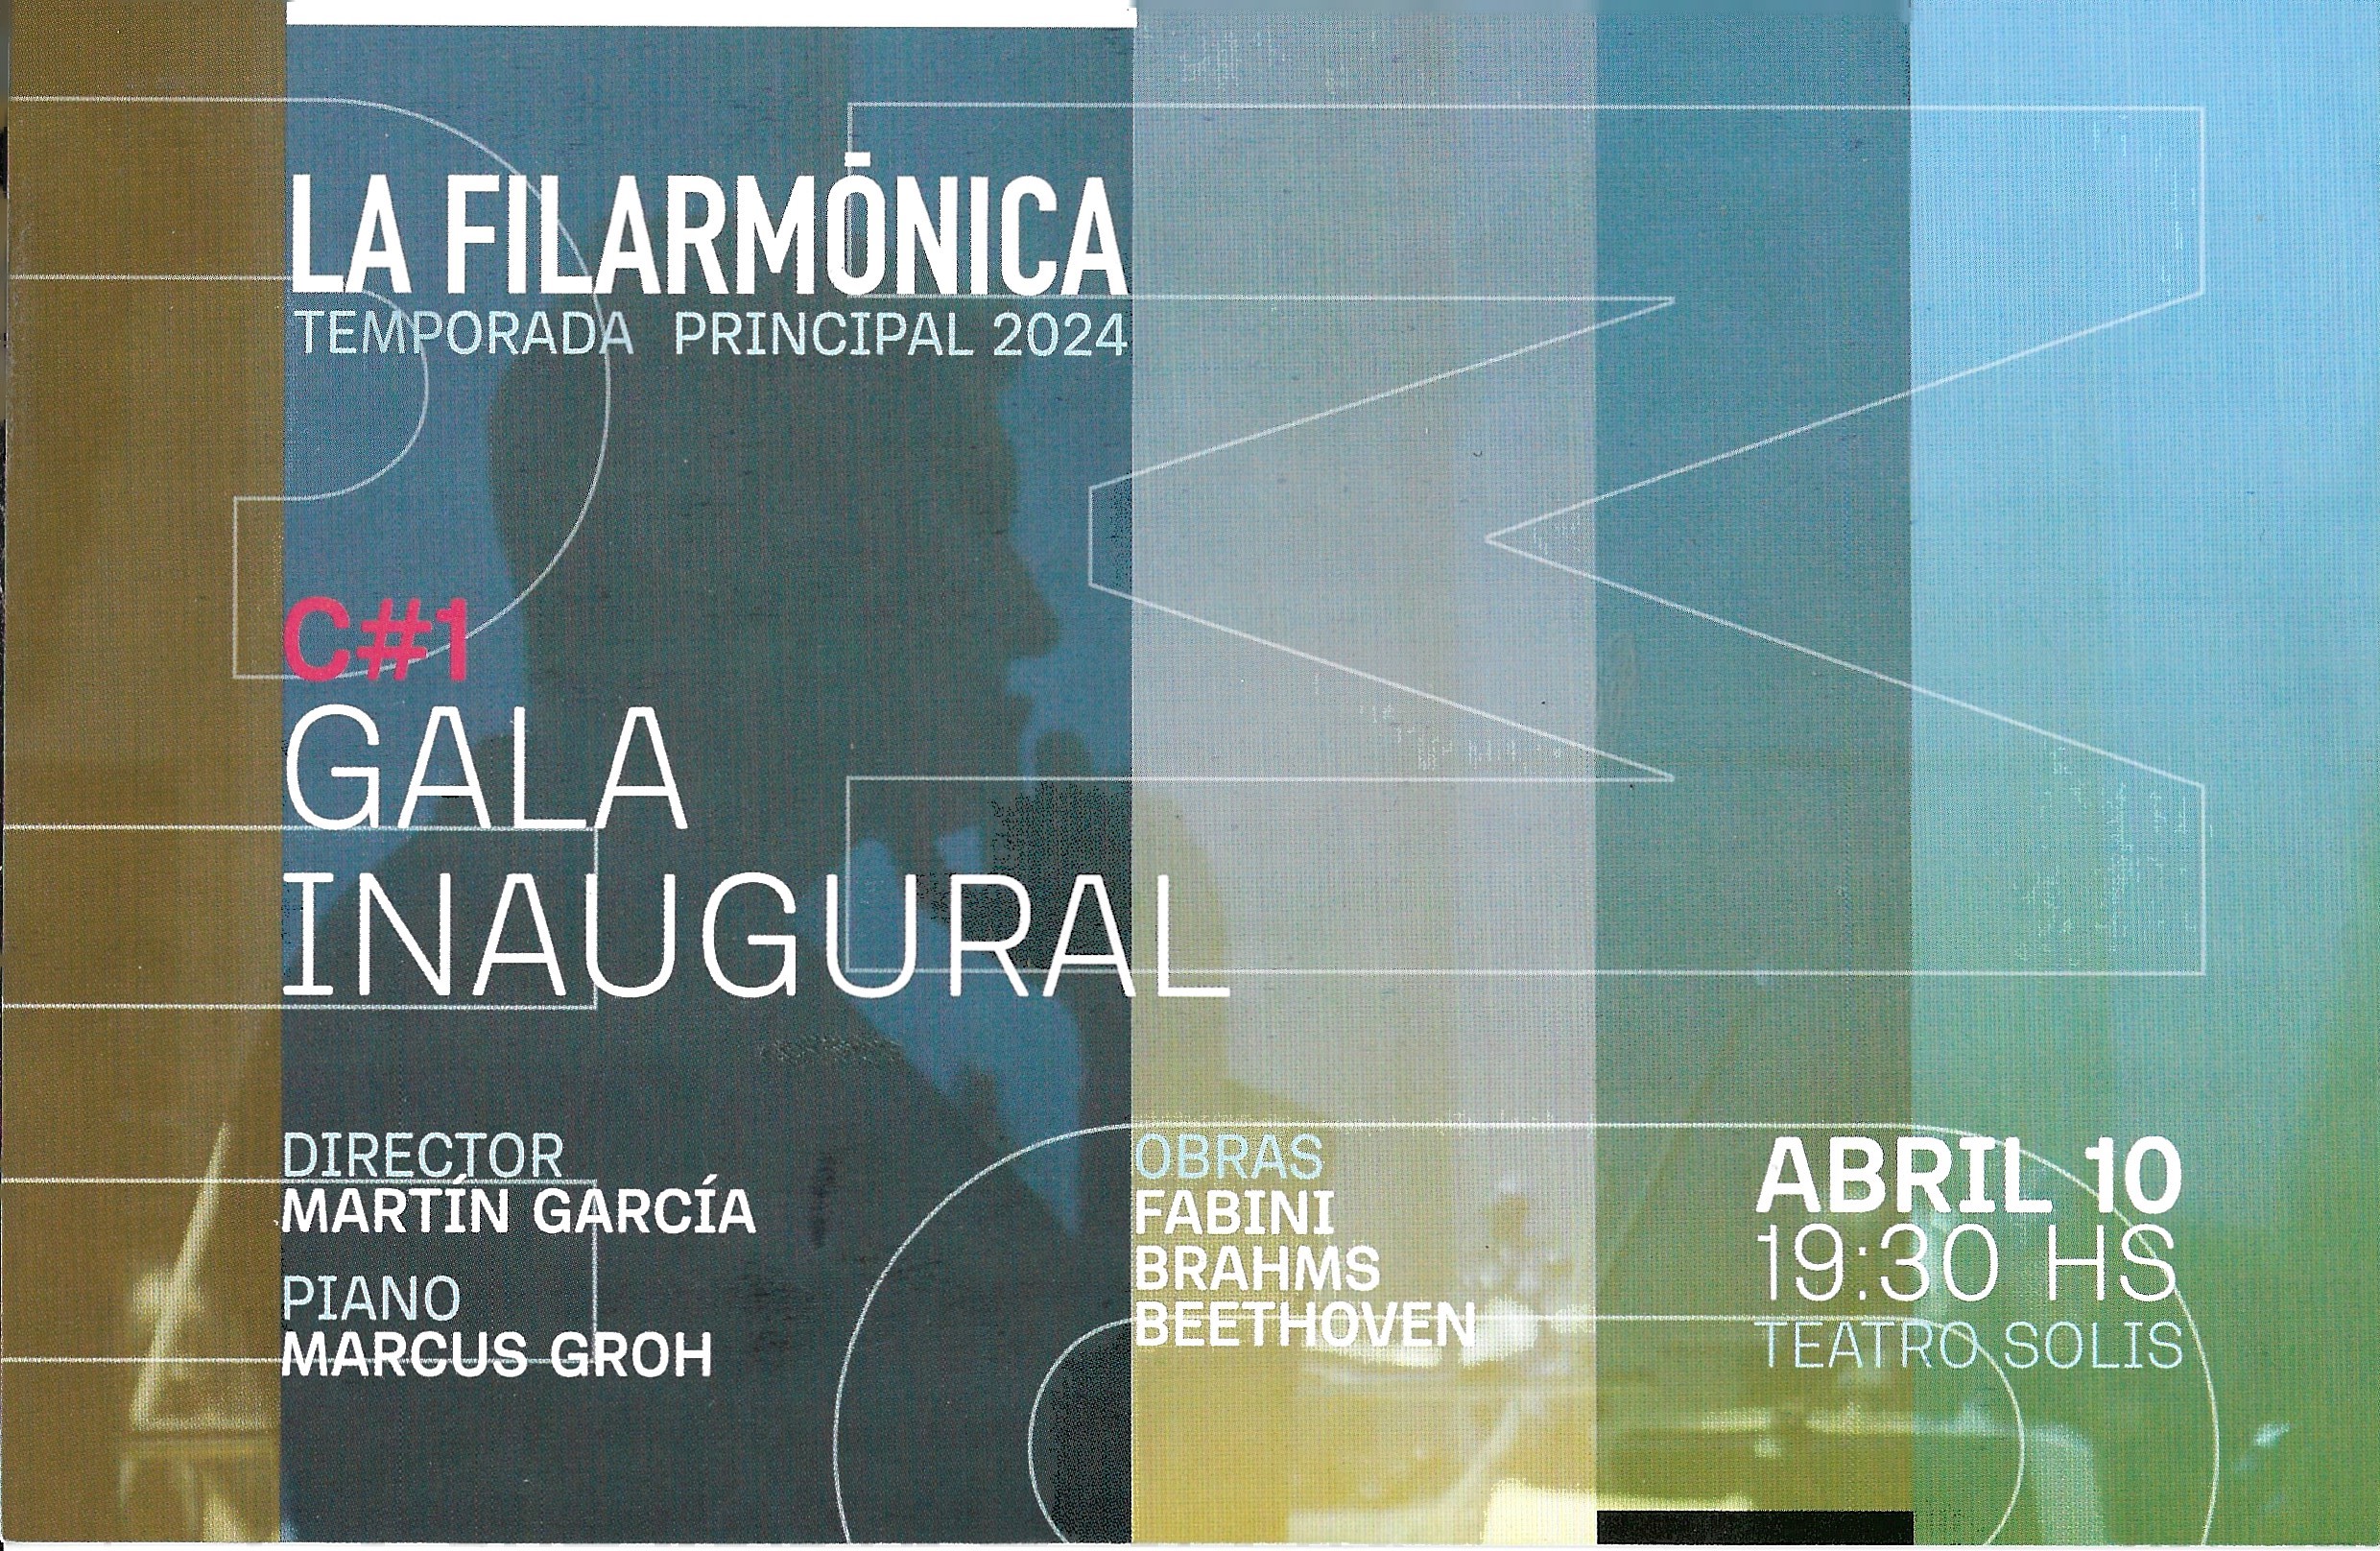 LA FILARMÓNICA
TEMPORADA PRINCIPAL 2024
C#1
GALA
INAUGURAL
DIRECTOR
MARTÍN GARCÍA
PIANO
MARCUS GROH
OBRAS
FABINI
BRAHMS
BEETHOVEN
ABRIL 10
19:30 HS
TEATRO SOLIS